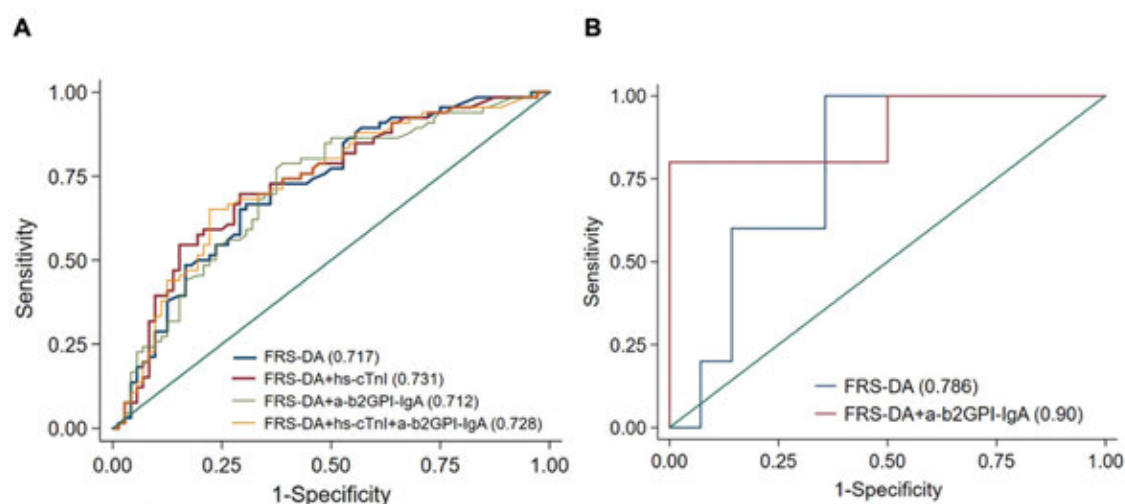 A
Sensitivity
1.00
0.75
0.50
0.25
0.00
0.00 0.25 0.50 0.75 1.00
1-Specificity
FRS-DA (0.717)
FRS-DA+hs-cTnI (0.731)
FRS-DA+a-b2GPI-IgA (0.712)
FRS-DA+hs-cTnI+a-b2GPI-IgA (0.728)
B
Sensitivity
1.00
0.75
0.50
0.25
0.00
0.00 0.25 0.50 0.75 1.00
1-Specificity
FRS-DA (0.786)
FRS-DA+a-b2GPI-IgA (0.90)